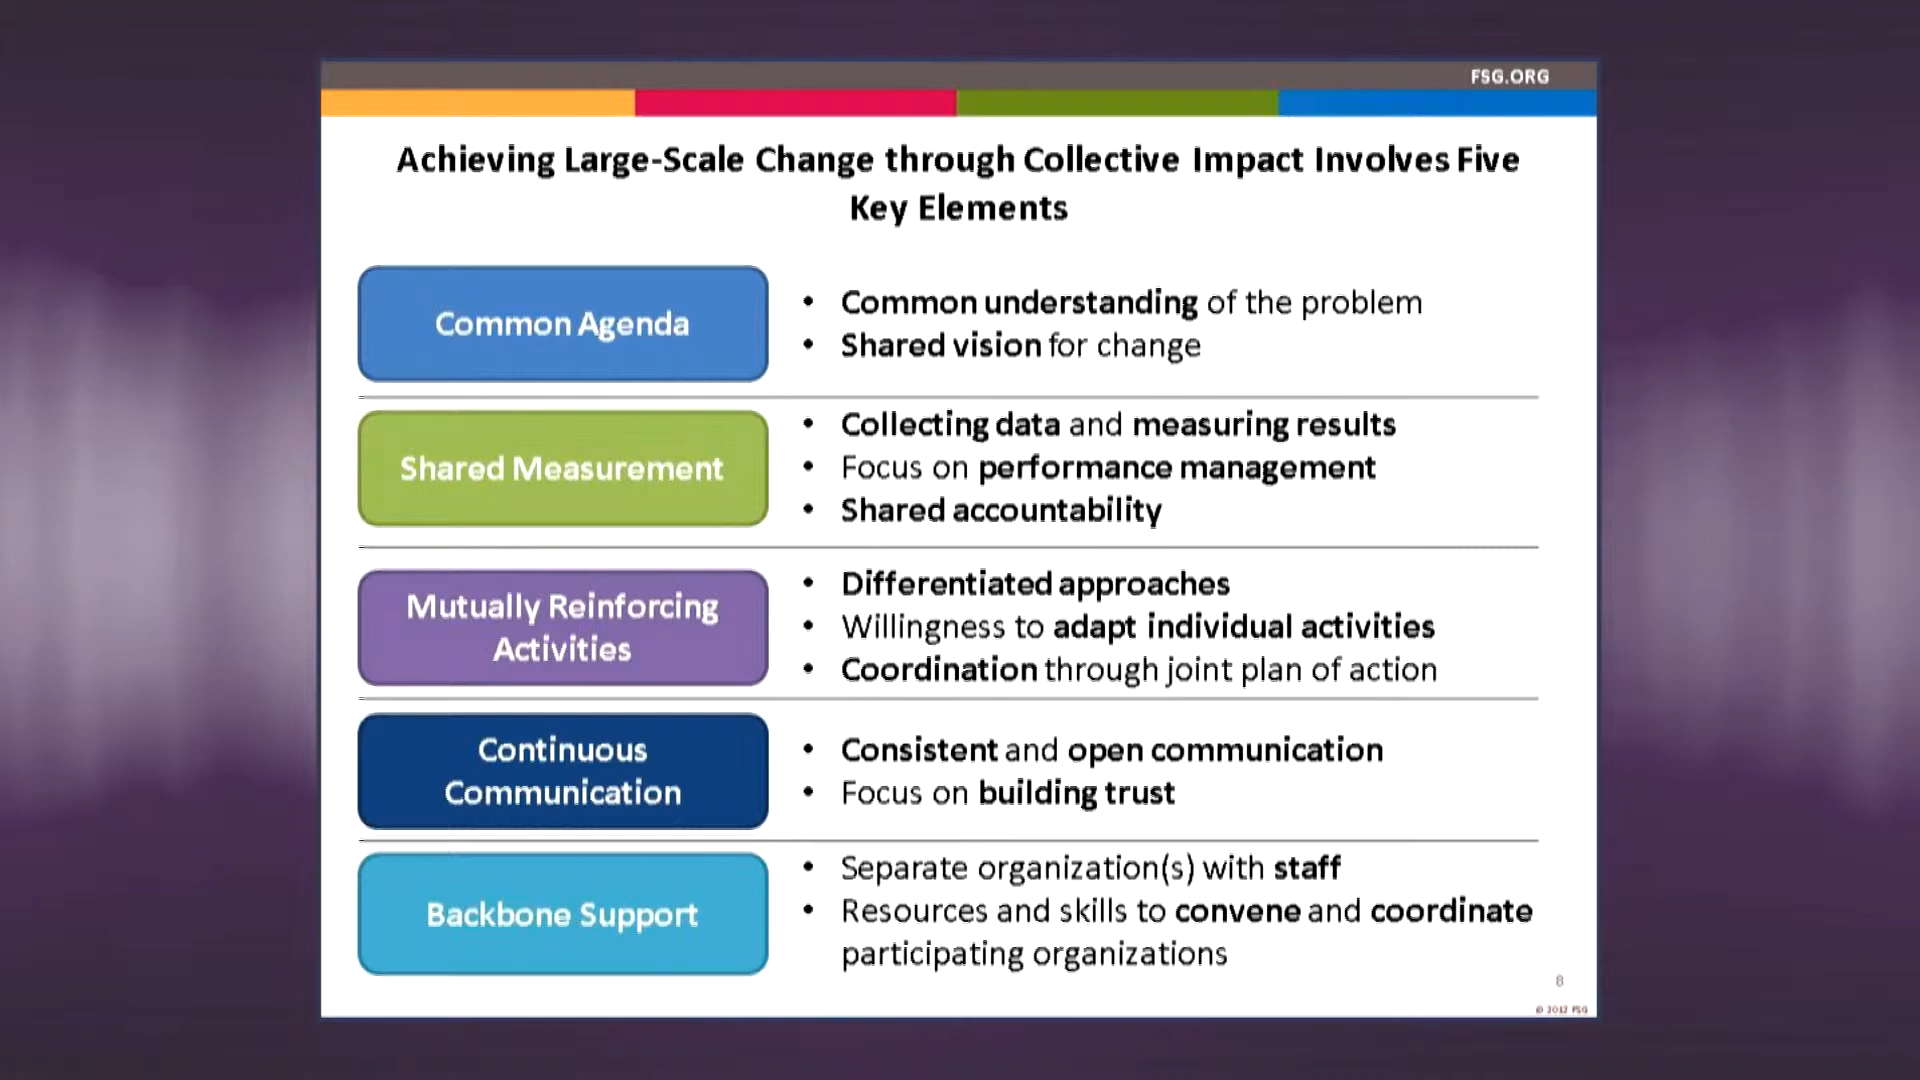 FSG.ORG
Achieving Large-Scale Change through Collective Impact Involves Five
Key Elements
Common Agenda
• Common understanding of the problem
• Shared vision for change
Shared Measurement
• Collecting data and measuring results
• Focus on performance management
• Shared accountability
Mutually Reinforcing
Activities
• Differentiated approaches
• Willingness to adapt individual activities
• Coordination through joint plan of action
Continuous
Communication
• Consistent and open communication
• Focus on building trust
Backbone Support
• Separate organization(s) with staff
• Resources and skills to convene and coordinate
participating organizations
8
© 2012 FSG